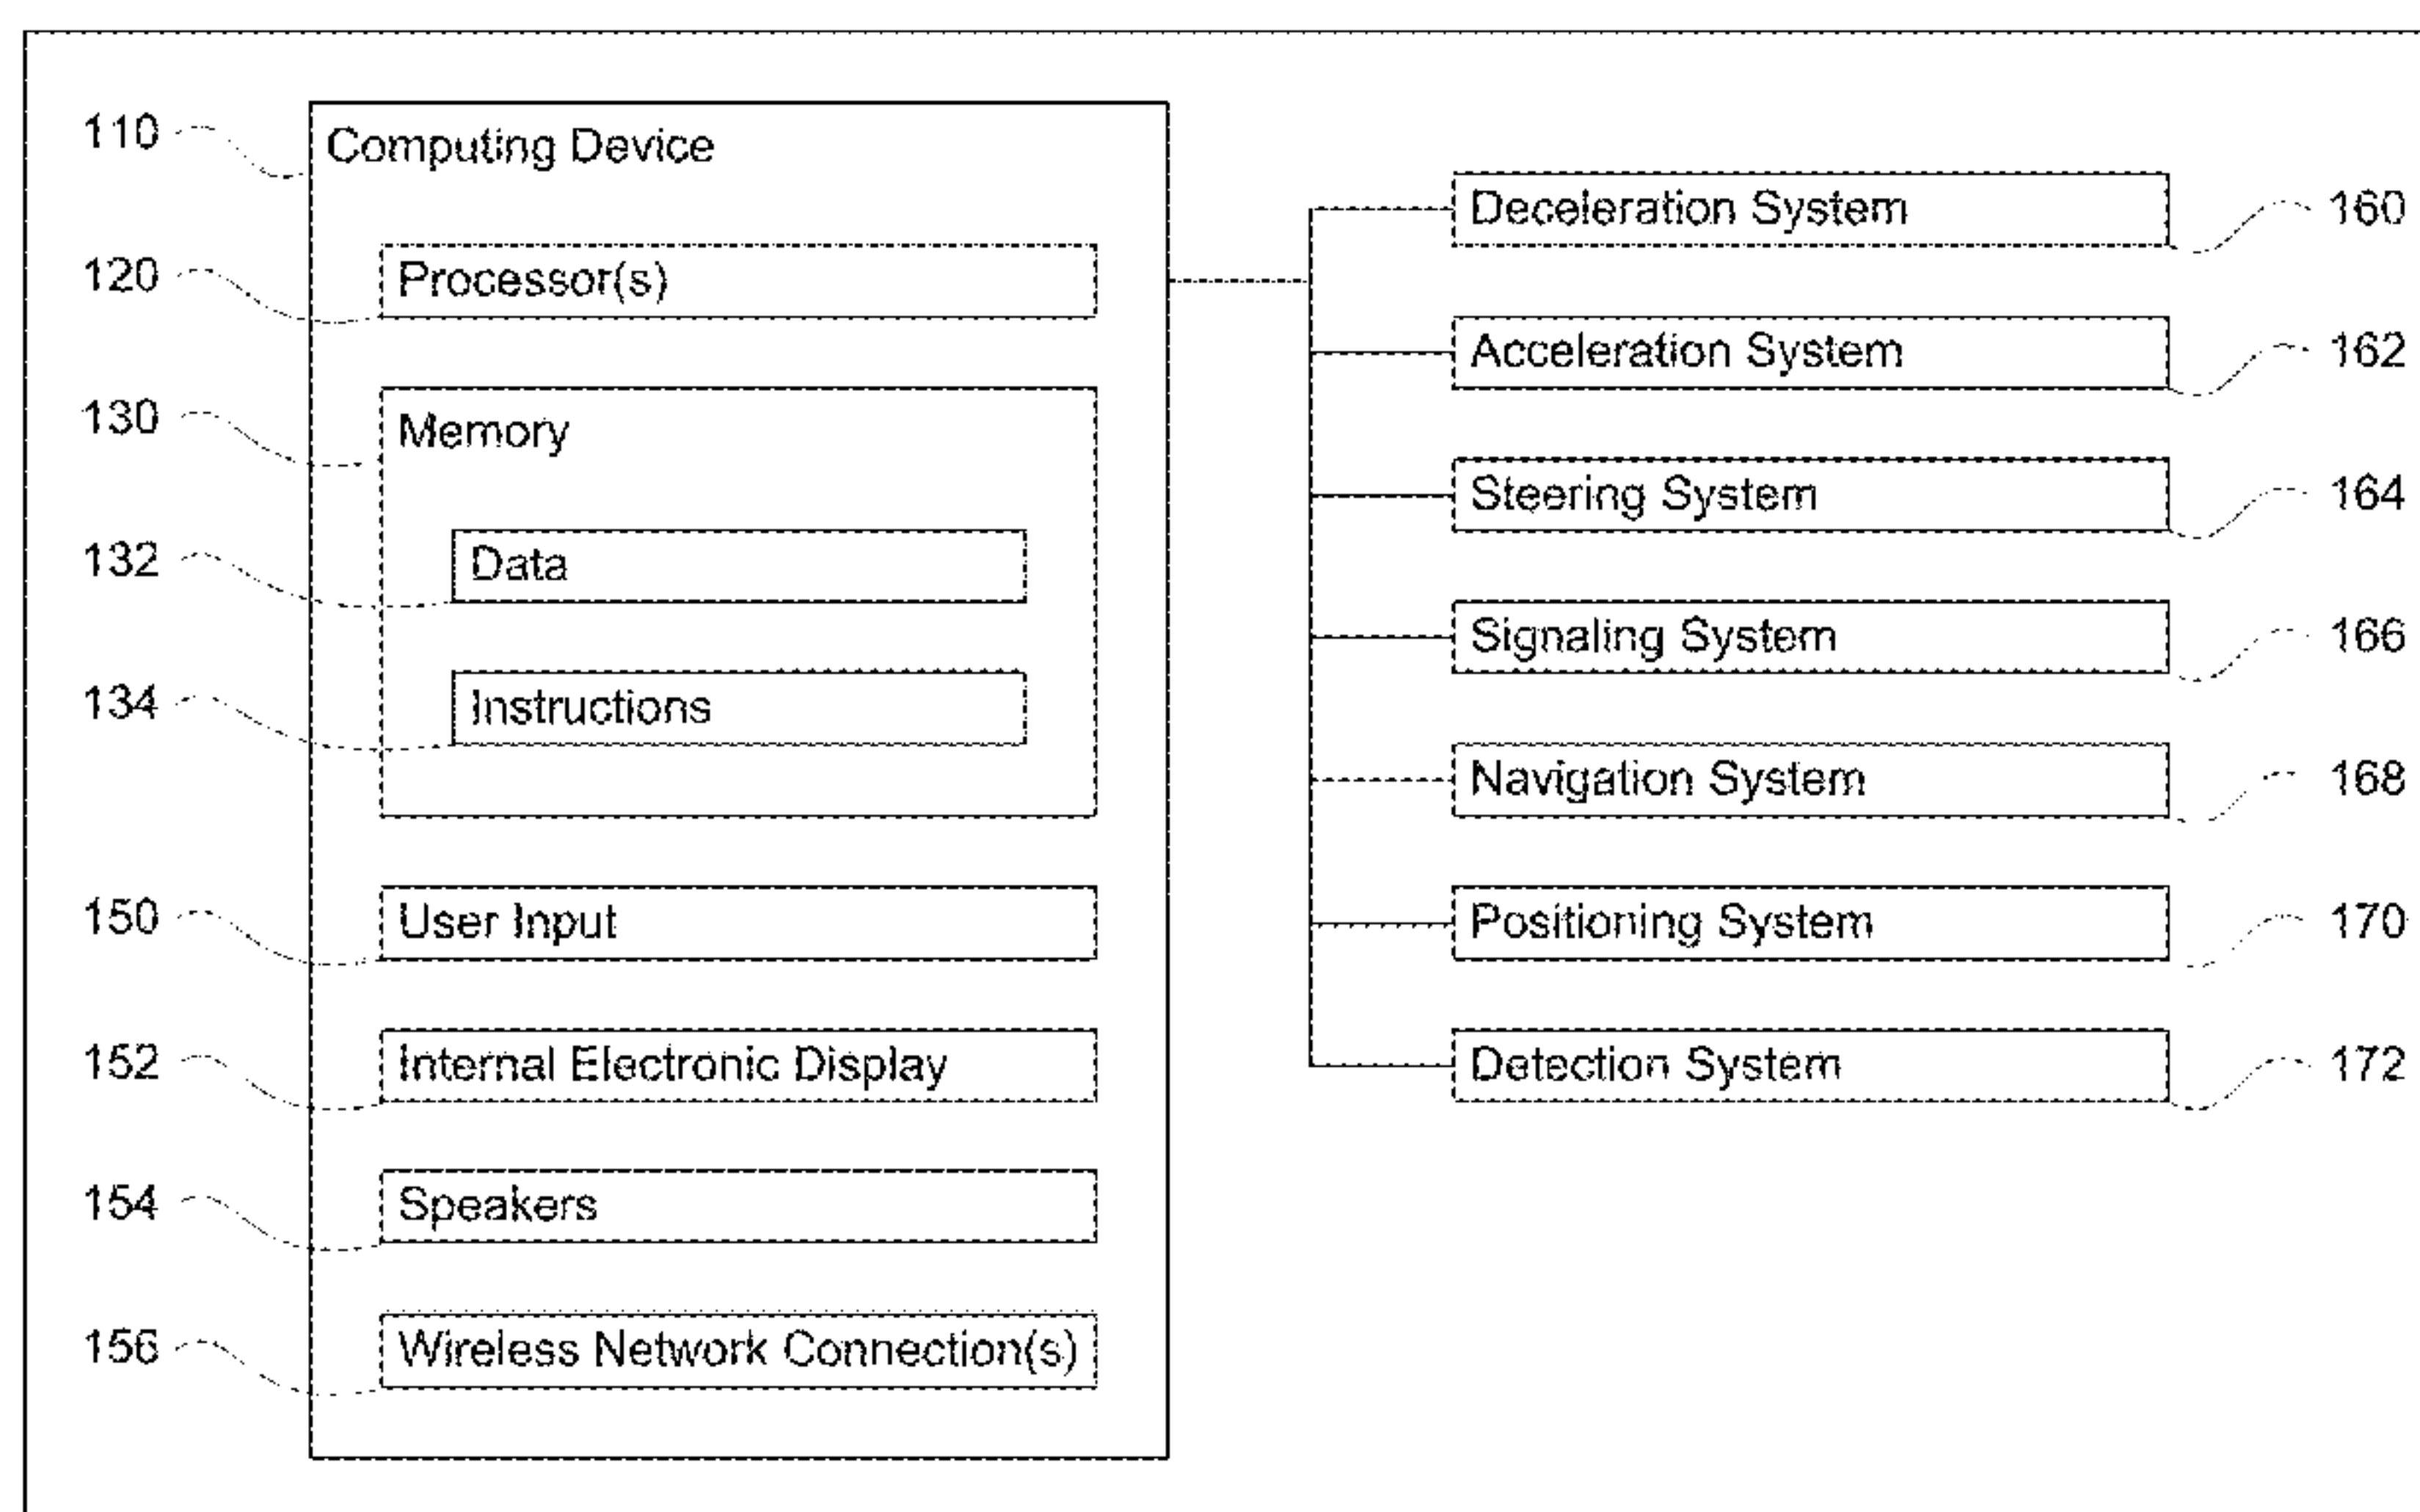 110 Computing Device
120 Processor(s)
130 Memory
132 Data
134 Instructions
150 User Input
152 Internal Electronic Display
154 Speakers
156 Wireless Network Connection(s)
Deceleration System 160
Acceleration System 162
Steering System 164
Signaling System 166
Navigation System 168
Positioning System 170
Detection System 172